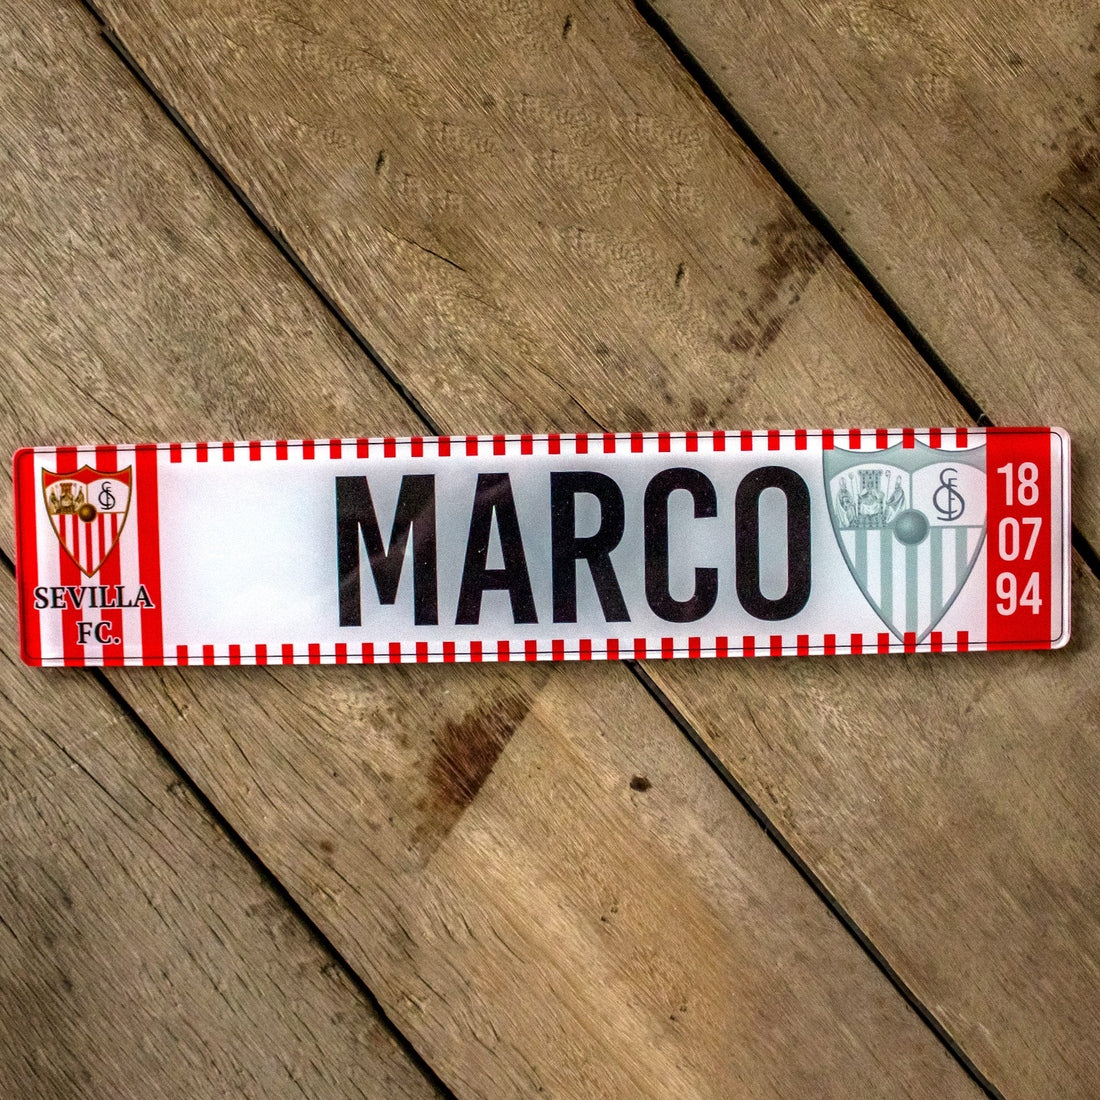 SEVILLA
FC.
MARCO
18
07
94